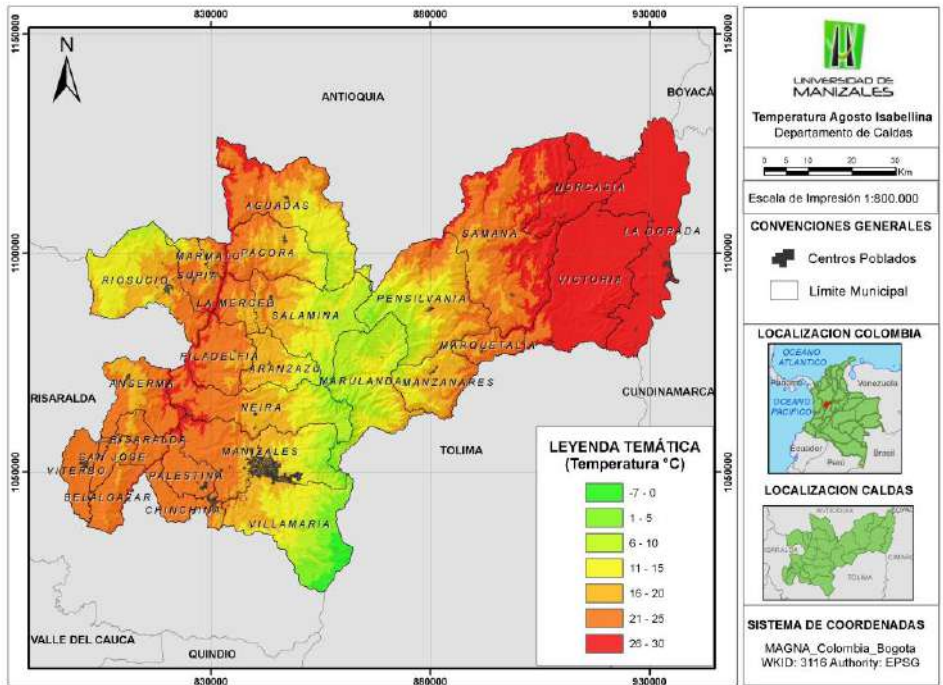 830000 880000 930000
1150000
1100000
1050000
N
ANTIOQUIA
BOYACÁ
CUNDINAMARCA
TOLIMA
RISARALDA
VALLE DEL CAUCA
QUINDIO
AGUADAS
PACORA
MARMATO
SUPIA
RIOSUCIO
LA MERCED
SALAMINA
PENSILVANIA
SAMANA
NORCASIA
LA DORADA
VICTORIA
MARQUETALIA
FILADELFIA
ARANZAZU
MARULANDA
MANZANARES
ANSERMA
NEIRA
RISARALDA
SAN JOSE
VITERBO
BELALCAZAR
PALESTINA
CHINCHINA
MANIZALES
VILLAMARIA
LEYENDA TEMÁTICA
(Temperatura °C)
-7 - 0
1 - 5
6 - 10
11 - 15
16 - 20
21 - 25
26 - 30
830000 880000 930000
UNIVERSIDAD DE
MANIZALES
Temperatura Agosto Isabellina
Departamento de Caldas
0 5 10 20 30
Km
Escala de Impresión 1:800.000
CONVENCIONES GENERALES
Centros Poblados
Límite Municipal
LOCALIZACION COLOMBIA
OCEANO
ATLANTICO
Panamá
Venezuela
OCEANO
PACIFICO
Ecuador
Perú
Brasil
LOCALIZACION CALDAS
ANTIOQUIA
TOLIMA
SISTEMA DE COORDENADAS
MAGNA_Colombia_Bogota
WKID: 3116 Authority: EPSG